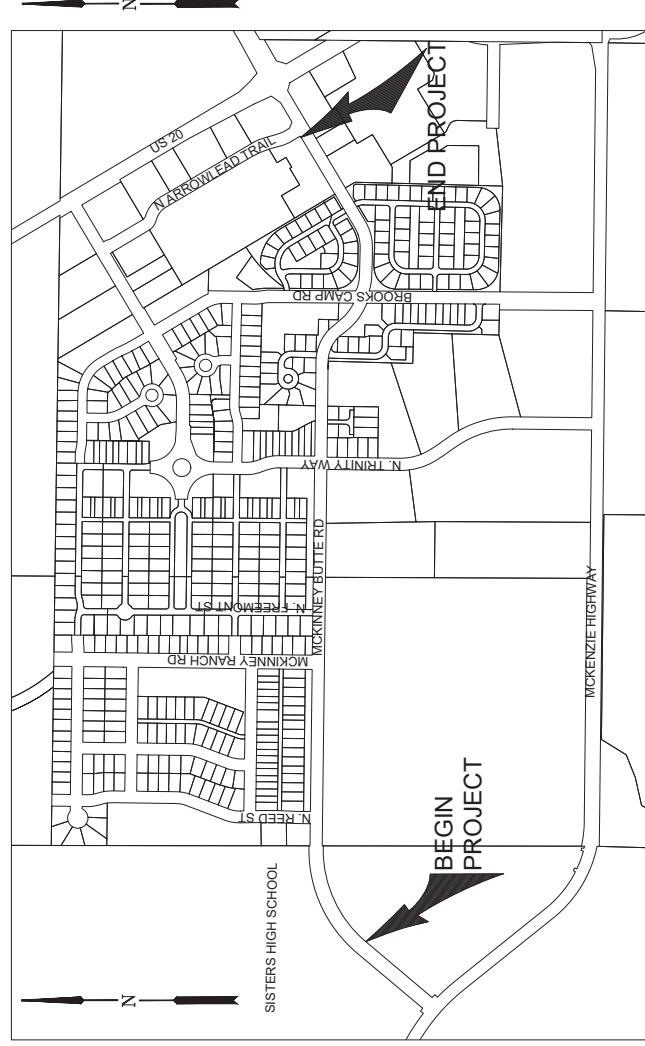 N
US 20
N ARROWLEAD TRAIL
END PROJECT
BROOKS CAMP RD
N. TRINITY WAY
MCKINNEY BUTTE RD
N. FREEMONT ST
MCKINNEY RANCH RD
MCKENZIE HIGHWAY
N. REED ST
BEGIN
PROJECT
SISTERS HIGH SCHOOL
N